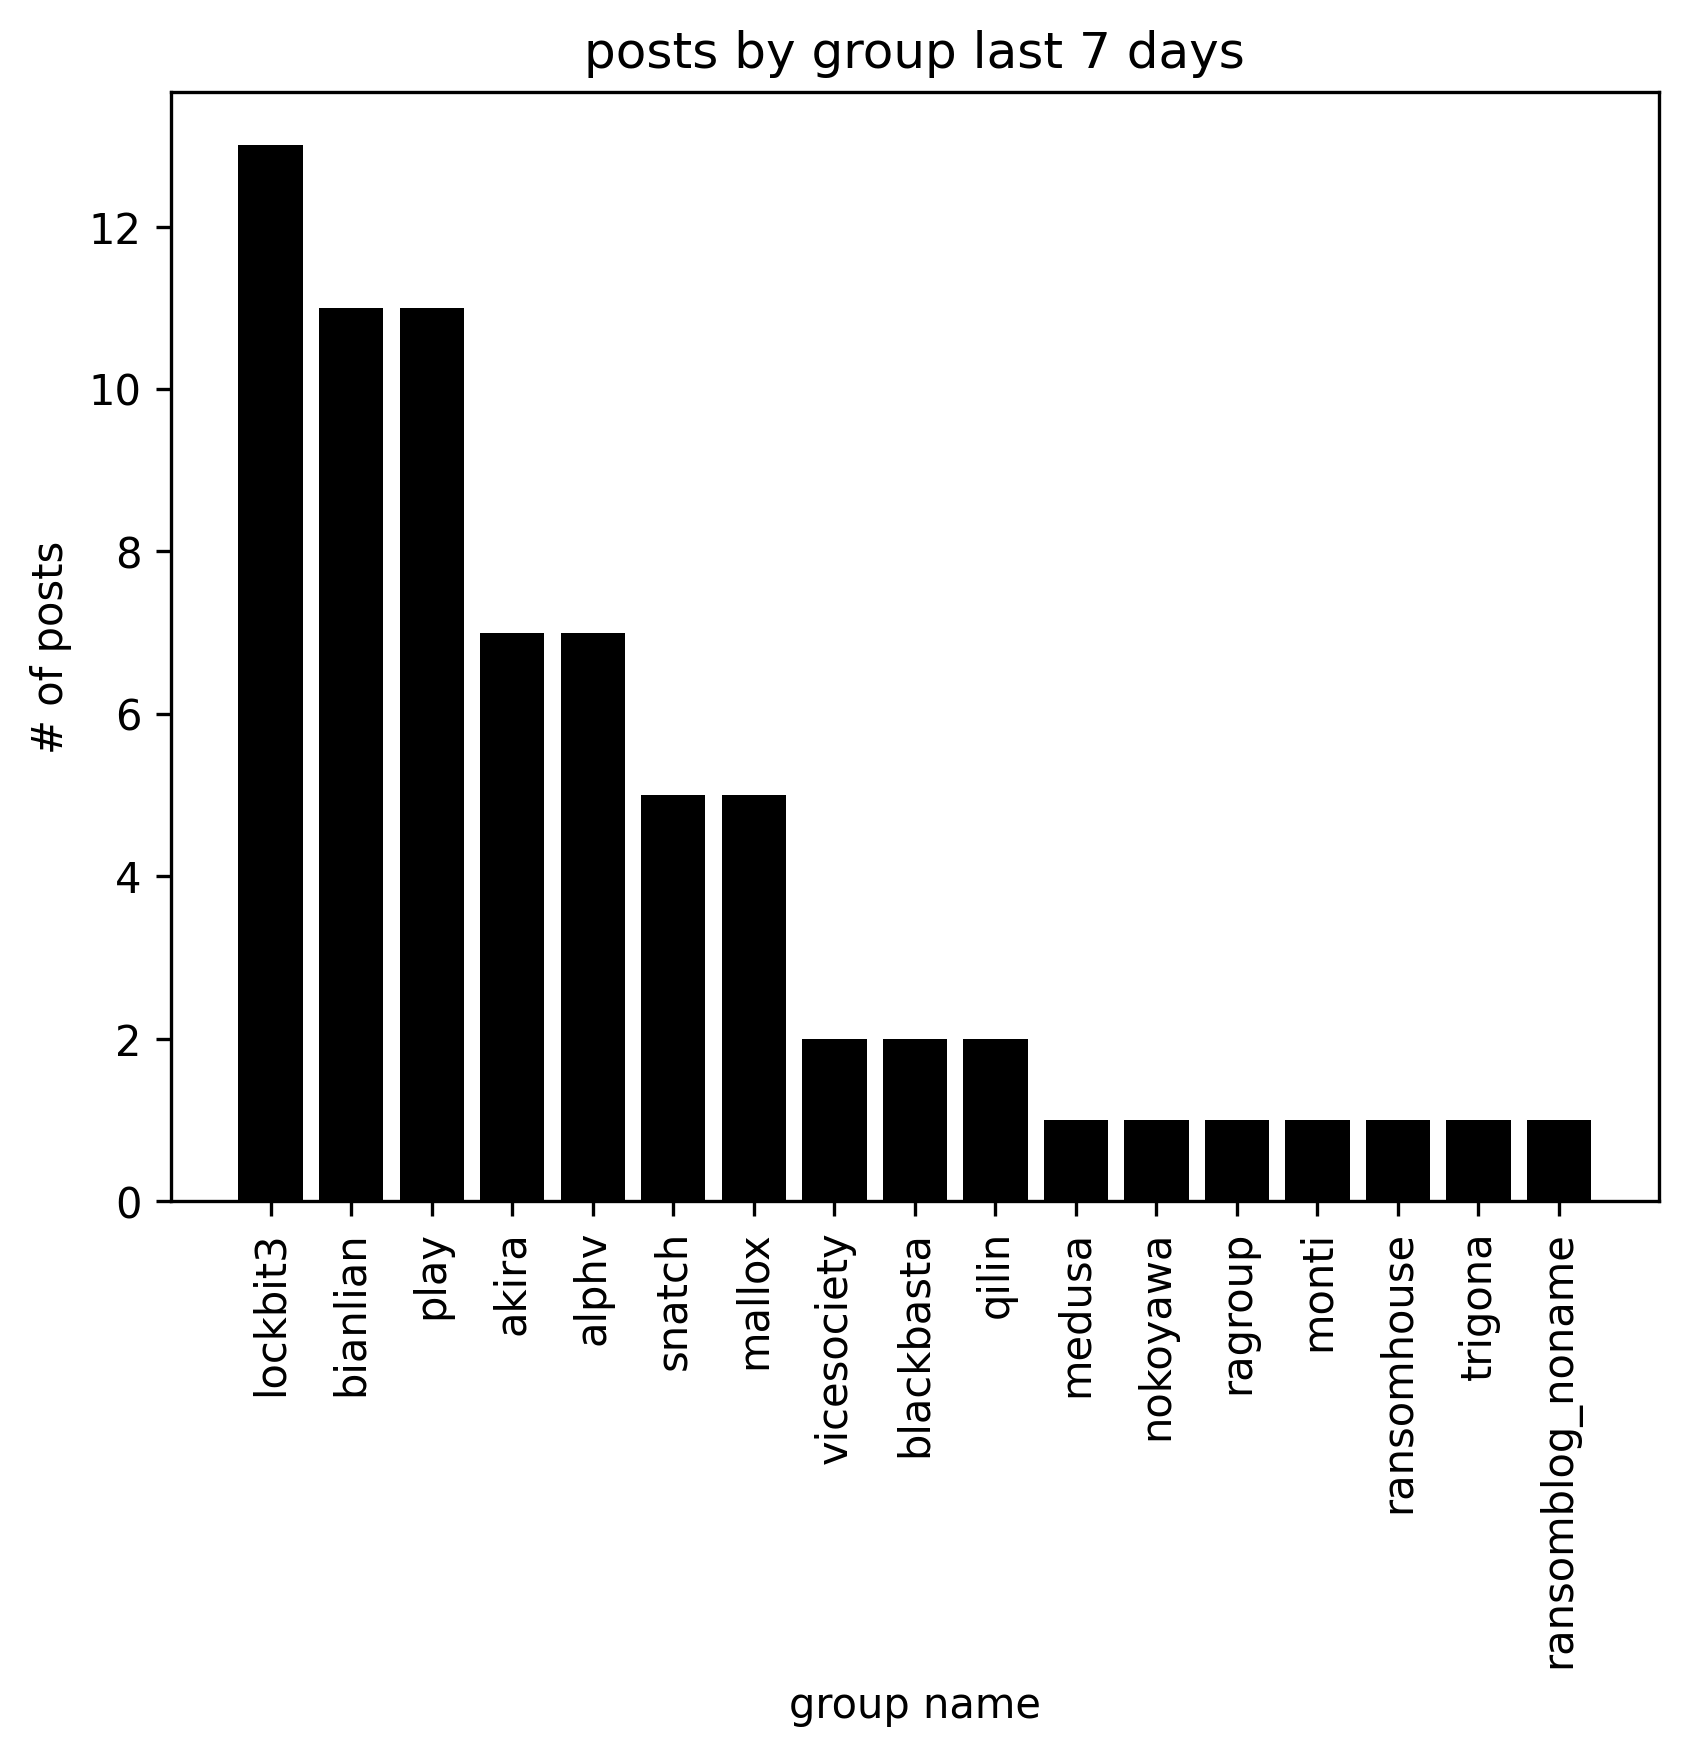 posts by group last 7 days
# of posts
12
10
8
6
4
2
0
lockbit3
bianlian
play
akira
alphv
snatch
mallox
vicesociety
blackbasta
qilin
medusa
nokoyawa
ragroup
monti
ransomhouse
trigona
ransomblog_noname
group name